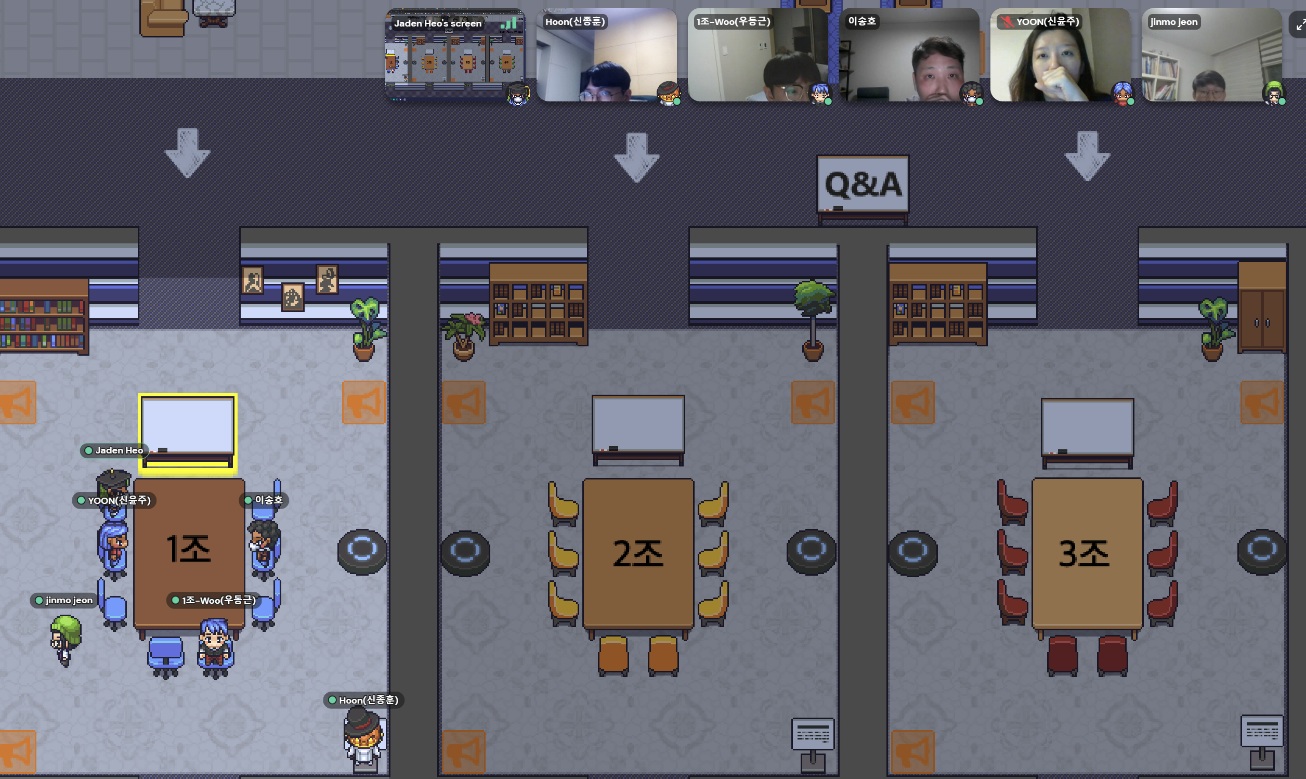 Jaden Heo's screen
Hoon(신종훈)
1조-Woo(우동근)
이송호
YOON(신윤주)
jinmo jeon
Q&A
Jaden Heo
YOON(신윤주)
이송호
1조
2조
3조
jinmo jeon
1조-Woo(우동근)
Hoon(신종훈)